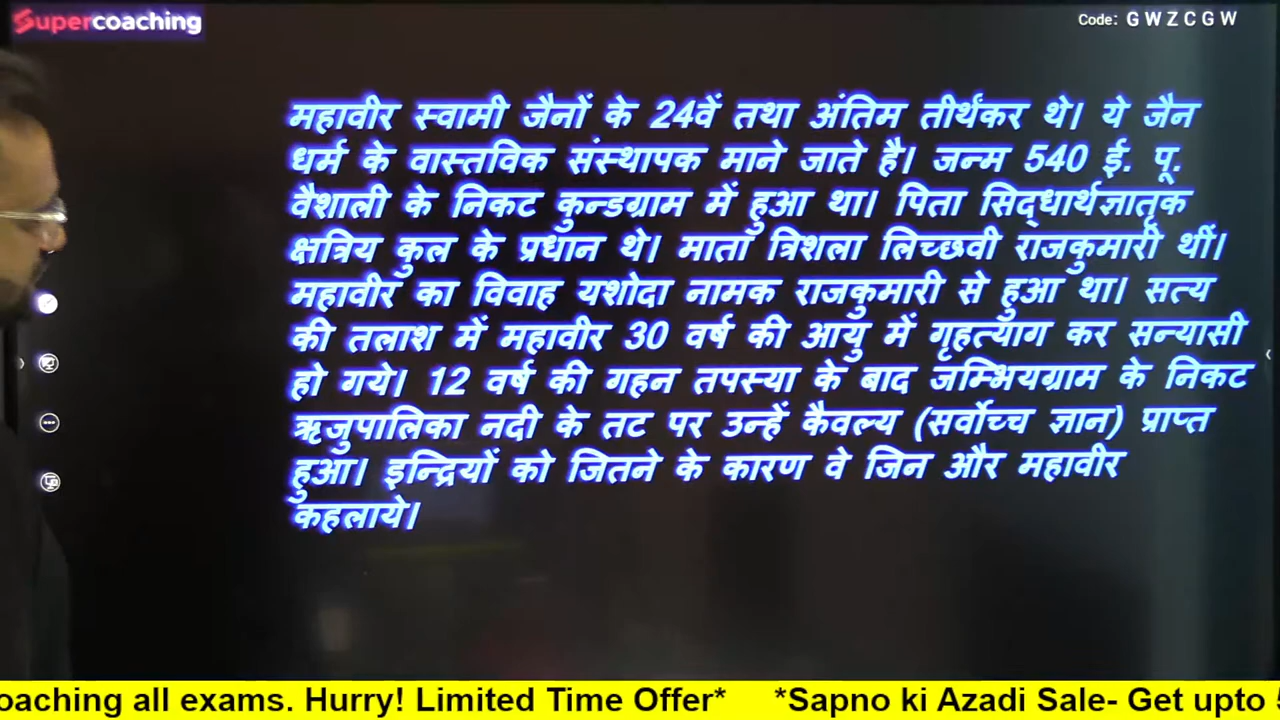 Supercoaching
Code: GWZCGW
महावीर स्वामी जैनों के 24वें तथा अंतिम तीर्थंकर थे। ये जैन
धर्म के वास्तविक संस्थापक माने जाते है। जन्म 540 ई. पू.
वैशाली के निकट कुन्डग्राम में हुआ था। पिता सिद्धार्थज्ञातृक
क्षत्रिय कुल के प्रधान थे। माता त्रिशला लिच्छवी राजकुमारी थीं।
महावीर का विवाह यशोदा नामक राजकुमारी से हुआ था। सत्य
की तलाश में महावीर 30 वर्ष की आयु में गृहत्याग कर सन्यासी
हो गये। 12 वर्ष की गहन तपस्या के बाद जम्भियग्राम के निकट
ऋजुपालिका नदी के तट पर उन्हें कैवल्य (सर्वोच्च ज्ञान) प्राप्त
हुआ। इन्द्रियों को जितने के कारण वे जिन और महावीर
कहलाये।
oaching all exams. Hurry! Limited Time Offer* *Sapno ki Azadi Sale- Get upto